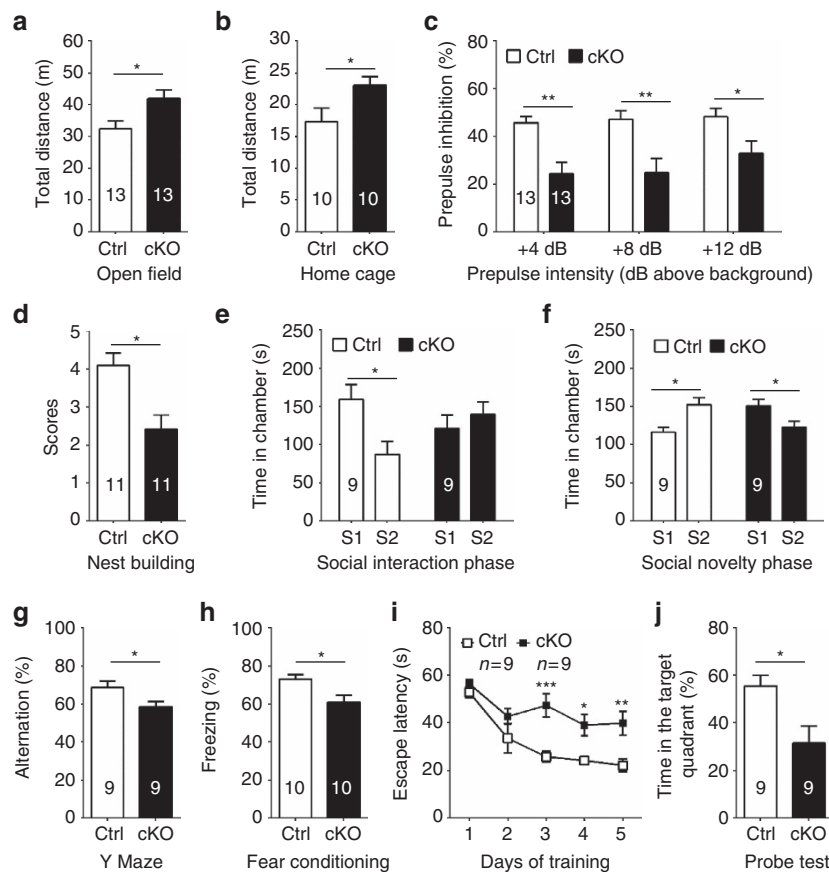 a
Total distance (m)
60
50
40
30
20
10
0
*
13
13
Ctrl
cKO
Open field
b
Total distance (m)
30
25
20
15
10
5
0
*
10
10
Ctrl
cKO
Home cage
c
Prepulse inhibition (%)
80
60
40
20
0
Ctrl
cKO
**
**
*
13
13
+4 dB
+8 dB
+12 dB
Prepulse intensity (dB above background)
d
Scores
5
4
3
2
1
0
*
11
11
Ctrl
cKO
Nest building
e
Time in chamber (s)
250
200
150
100
50
0
Ctrl
cKO
*
9
9
S1
S2
S1
S2
Social interaction phase
f
Time in chamber (s)
250
200
150
100
50
0
Ctrl
cKO
*
*
9
9
S1
S2
S1
S2
Social novelty phase
g
Alternation (%)
100
80
60
40
20
0
*
9
9
Ctrl
cKO
Y Maze
h
Freezing (%)
100
80
60
40
20
0
*
10
10
Ctrl
cKO
Fear conditioning
i
Escape latency (s)
80
60
40
20
0
Ctrl
cKO
n=9
n=9
***
*
**
1
2
3
4
5
Days of training
j
Time in the target
quadrant (%)
80
60
40
20
0
*
9
9
Ctrl
cKO
Probe test